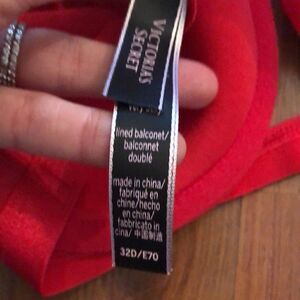 VICTORIA'S
SECRET
lined balconet/
balconnet
doublé
made in china/
fabriqué en
chine/hecho
en china/
fabbricato in
cina/ 中国制造
32D/E70